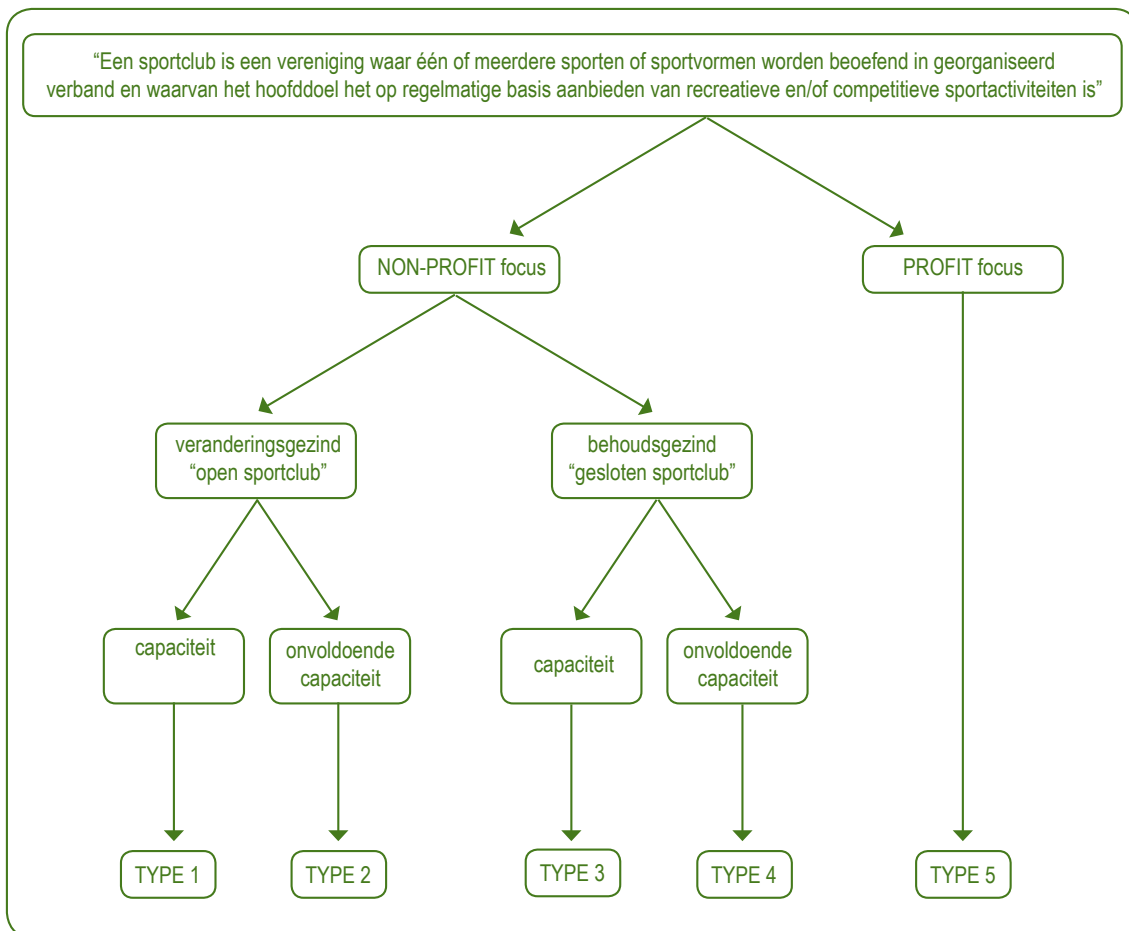 “Een sportclub is een vereniging waar één of meerdere sporten of sportvormen worden beoefend in georganiseerd
verband en waarvan het hoofddoel het op regelmatige basis aanbieden van recreatieve en/of competitieve sportactiviteiten is”
NON-PROFIT focus
PROFIT focus
veranderingsgezind
“open sportclub”
behoudsgezind
“gesloten sportclub”
capaciteit
onvoldoende
capaciteit
capaciteit
onvoldoende
capaciteit
TYPE 1
TYPE 2
TYPE 3
TYPE 4
TYPE 5